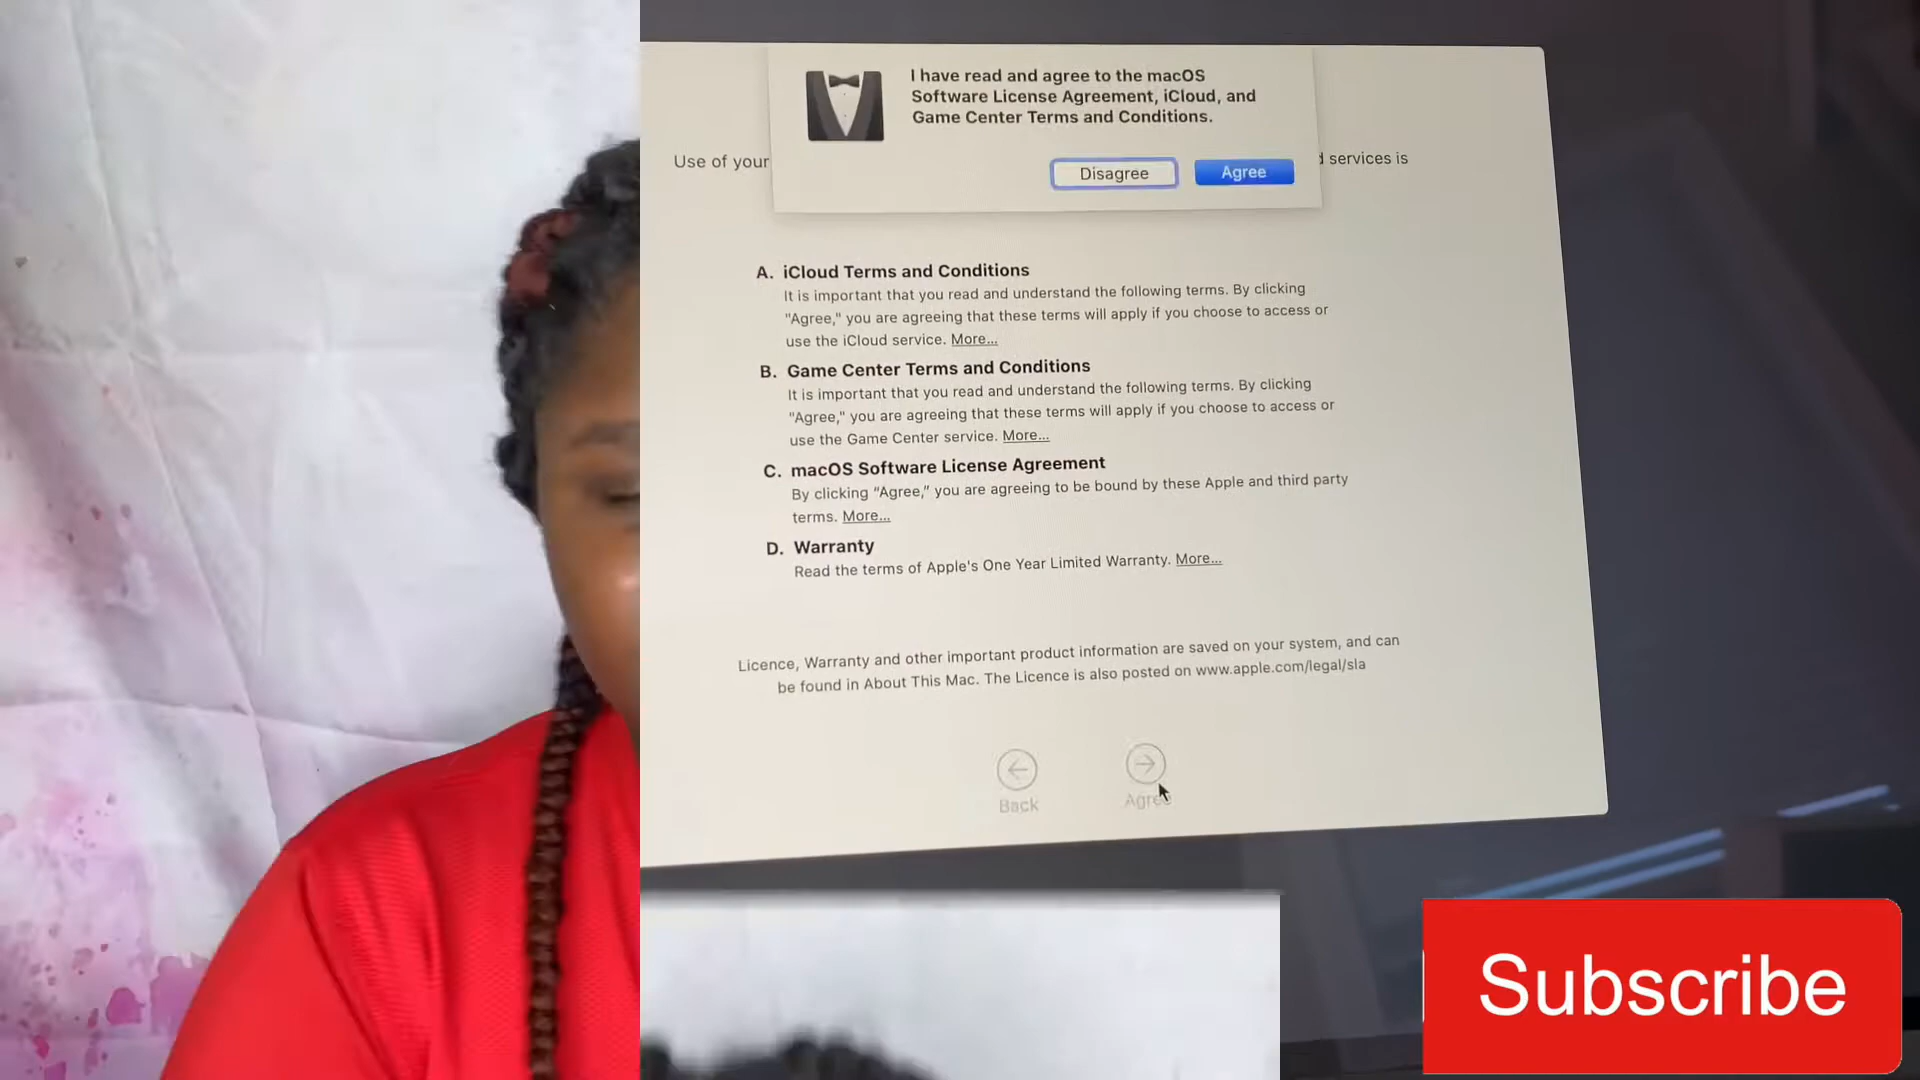 I have read and agree to the macOS
Software License Agreement, iCloud, and
Game Center Terms and Conditions.
Use of your
services is
Disagree
Agree
A. iCloud Terms and Conditions
It is important that you read and understand the following terms. By clicking
"Agree," you are agreeing that these terms will apply if you choose to access or
use the iCloud service. More...
B. Game Center Terms and Conditions
It is important that you read and understand the following terms. By clicking
"Agree," you are agreeing that these terms will apply if you choose to access or
use the Game Center service. More...
C. macOS Software License Agreement
By clicking “Agree,” you are agreeing to be bound by these Apple and third party
terms. More...
D. Warranty
Read the terms of Apple's One Year Limited Warranty. More...
Licence, Warranty and other important product information are saved on your system, and can
be found in About This Mac. The Licence is also posted on www.apple.com/legal/sla
Back
Agree
Subscribe